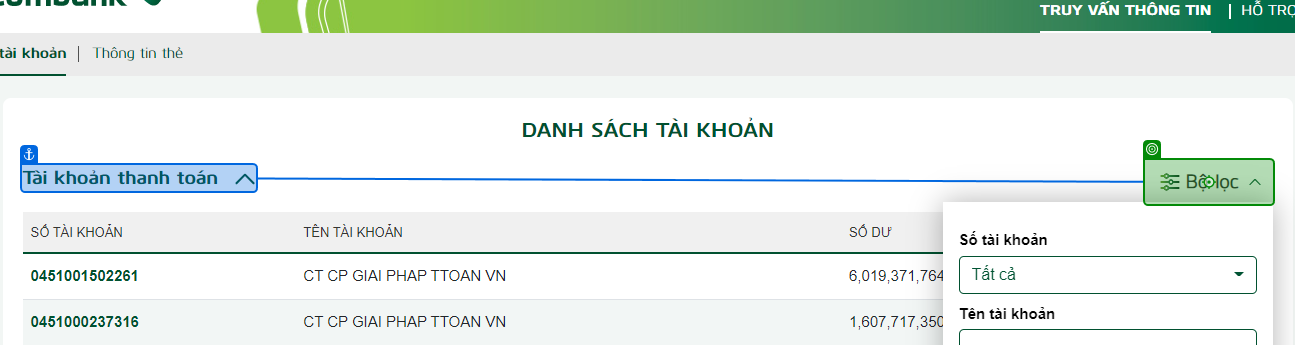 TRUY VẤN THÔNG TIN | HỖ TRỢ
tài khoản | Thông tin thẻ
DANH SÁCH TÀI KHOẢN
Tài khoản thanh toán
Bộ lọc
SỐ TÀI KHOẢN TÊN TÀI KHOẢN SỐ DƯ
0451001502261 CT CP GIAI PHAP TTOAN VN 6,019,371,764
0451000237316 CT CP GIAI PHAP TTOAN VN 1,607,717,350
Số tài khoản
Tất cả
Tên tài khoản